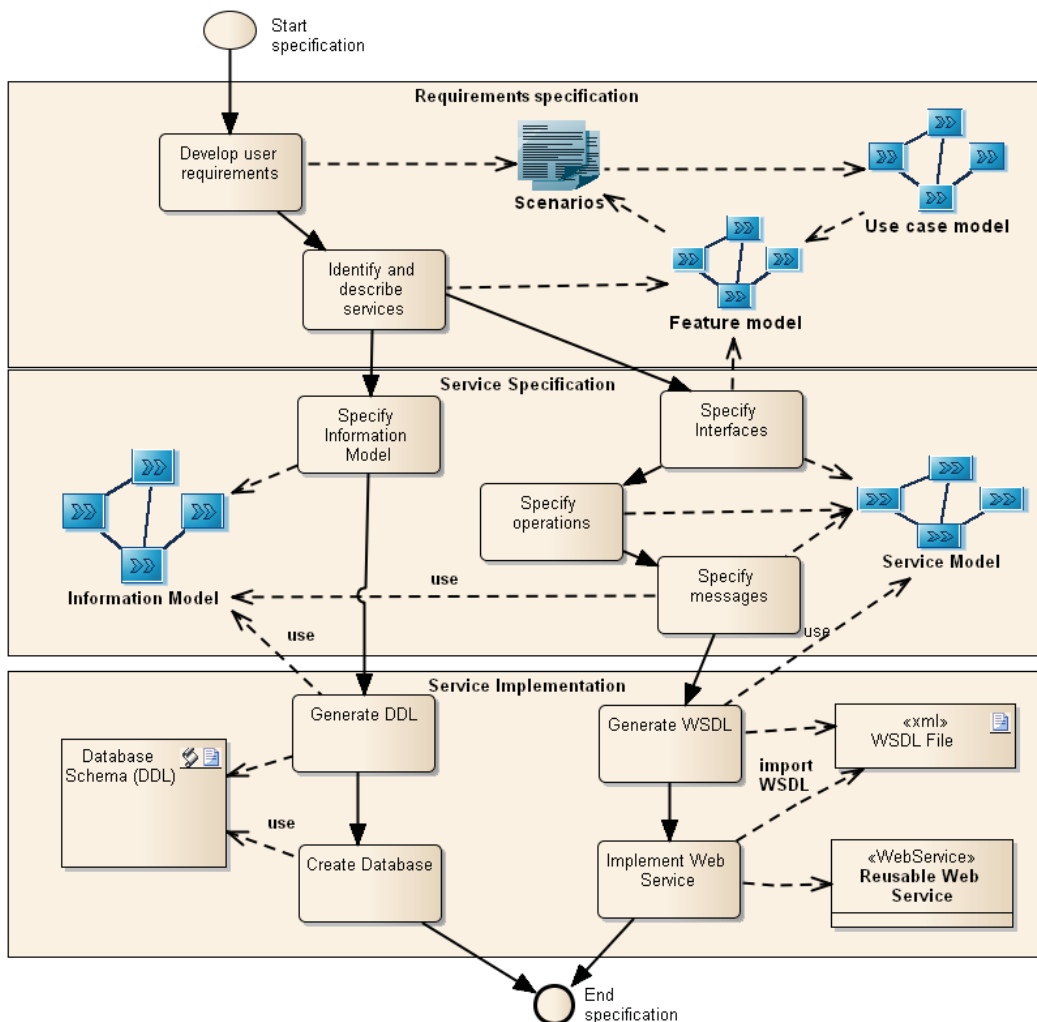 Start
specification
Requirements specification
Develop user
requirements
Scenarios
Use case model
Identify and
describe
services
Feature model
Service Specification
Specify
Information
Model
Specify
Interfaces
Specify
operations
Service Model
Specify
messages
use
Information Model
use
use
Service Implementation
Generate DDL
Generate WSDL
«xml»
WSDL File
Database
Schema (DDL)
import
WSDL
use
Create Database
Implement Web
Service
«WebService»
Reusable Web
Service
End
specification